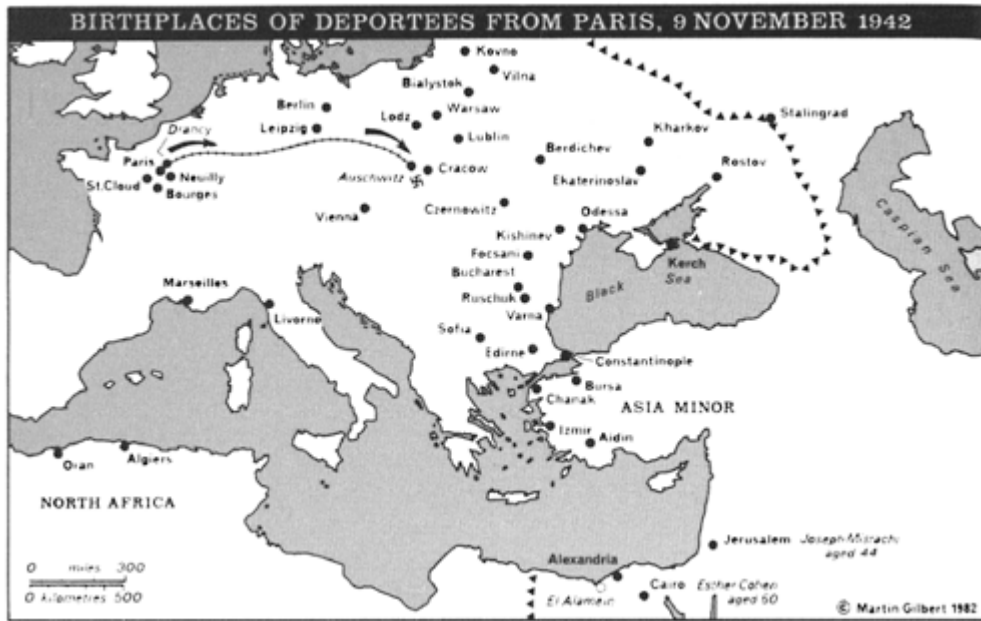 BIRTHPLACES OF DEPORTEES FROM PARIS, 9 NOVEMBER 1942
Kovno
Vilna
Bialystok
Berlin
Warsaw
Lodz
Leipzig
Lublin
Stalingrad
Kharkov
Drancy
Berdichev
Rostov
Paris
Neuilly
St.Cloud
Bourges
Auschwitz
Cracow
Ekaterinoslav
Vienna
Czernowitz
Odessa
Kishinev
Focsani
Kerch
Caspian Sea
Bucharest
Black Sea
Marseilles
Ruschuk
Livorne
Varna
Sofia
Edirne
Constantinople
Bursa
Chanak
ASIA MINOR
Izmir
Aidin
Oran
Algiers
NORTH AFRICA
Jerusalem Joseph Misrachi
aged 44
Alexandria
0 miles 300
0 kilometres 500
El Alamein
Cairo Esther Cohen
aged 60
© Martin Gilbert 1982